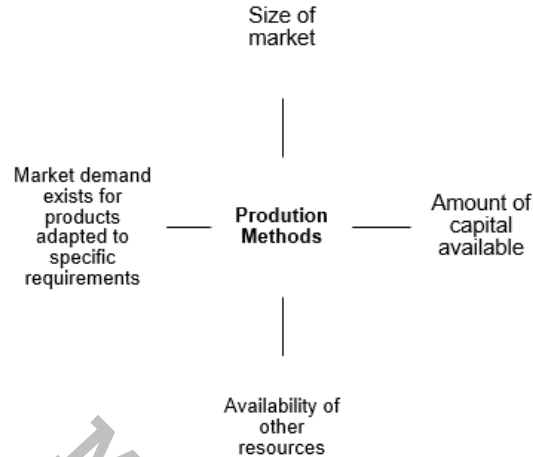 Size of
market
Market demand
exists for
products
adapted to
specific
requirements
Prodution
Methods
Amount of
capital
available
Availability of
other
resources